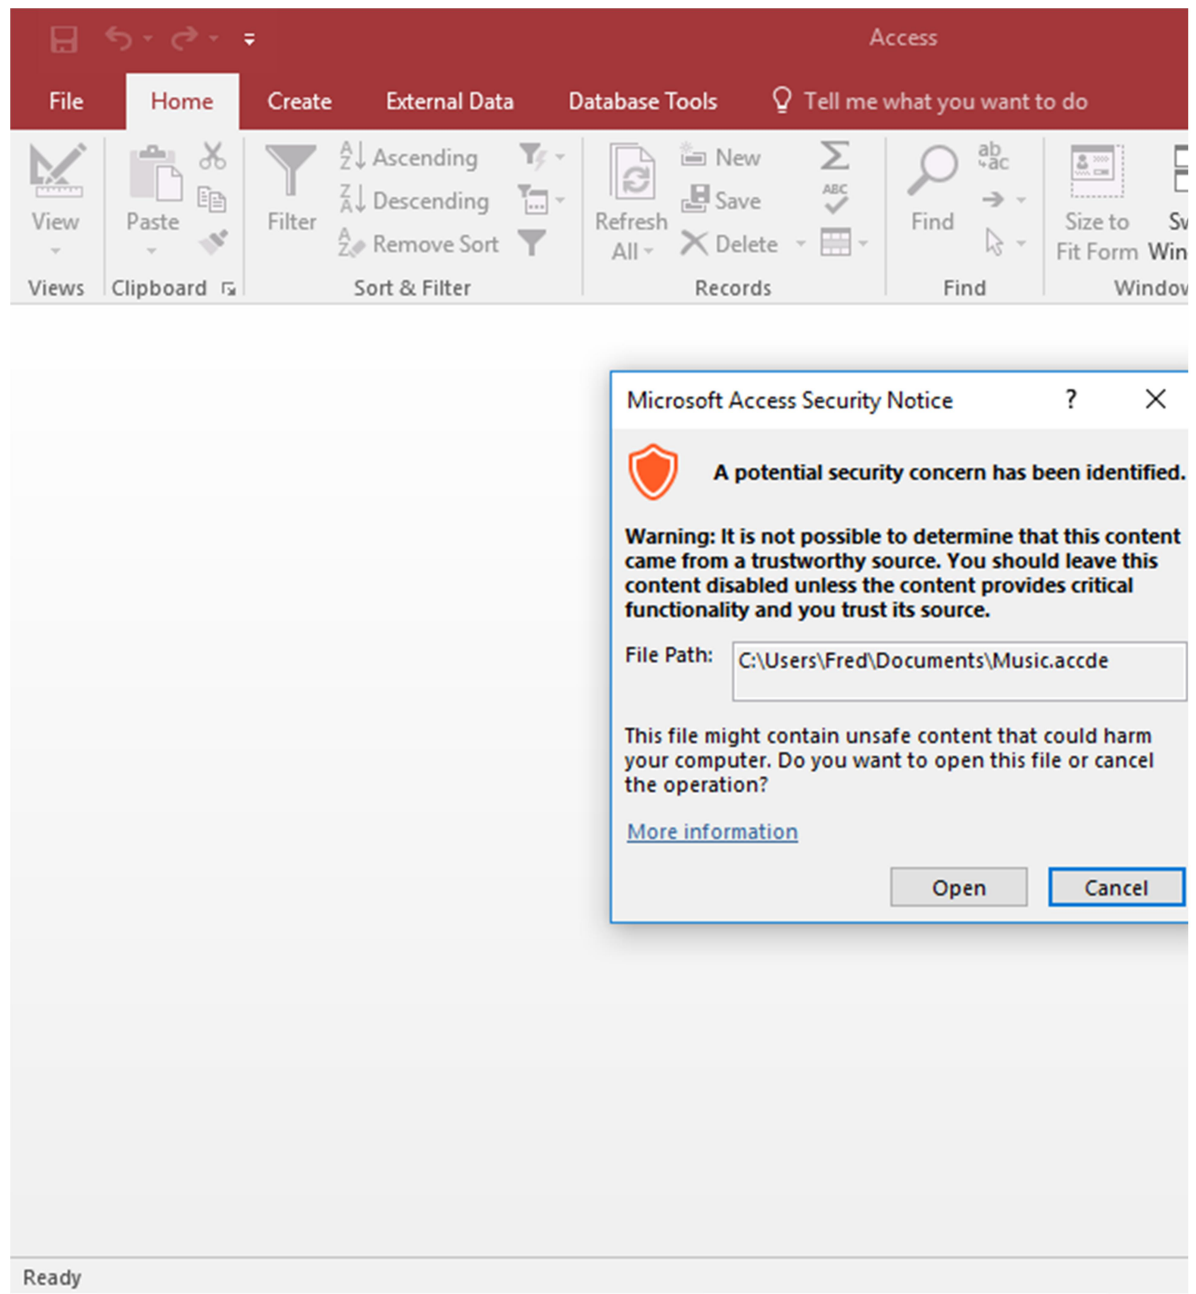 Access
File Home Create External Data Database Tools Tell me what you want to do
View
Paste
Filter
Ascending
Descending
Remove Sort
Refresh
All
New
Save
Delete
ABC
Find
ab
ac
Size to
Fit Form
Views Clipboard Sort & Filter Records Find
Microsoft Access Security Notice ?
A potential security concern has been identified.
Warning: It is not possible to determine that this content
came from a trustworthy source. You should leave this
content disabled unless the content provides critical
functionality and you trust its source.
File Path: C:\Users\Fred\Documents\Music.accde
This file might contain unsafe content that could harm
your computer. Do you want to open this file or cancel
the operation?
More information
Open Cancel
Ready